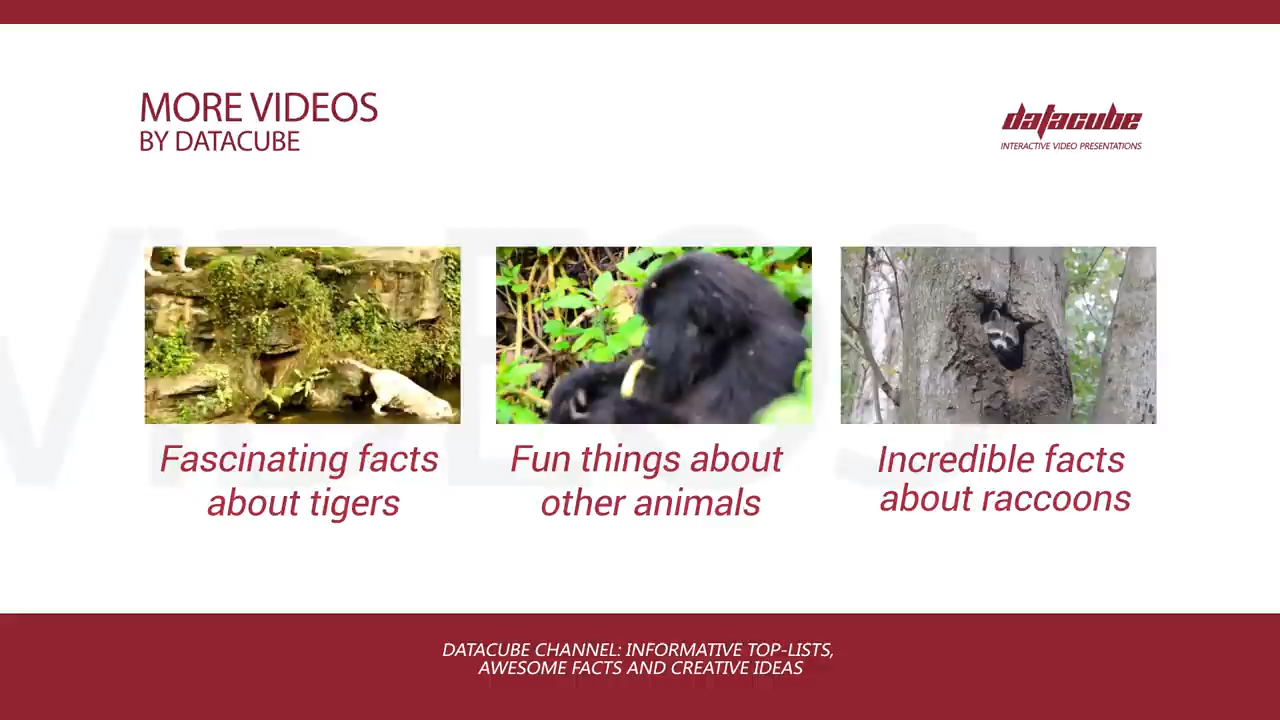 MORE VIDEOS
BY DATACUBE
datacube
INTERACTIVE VIDEO PRESENTATIONS
VIDEOS
Fascinating facts
about tigers
Fun things about
other animals
Incredible facts
about raccoons
DATACUBE CHANNEL: INFORMATIVE TOP-LISTS,
AWESOME FACTS AND CREATIVE IDEAS